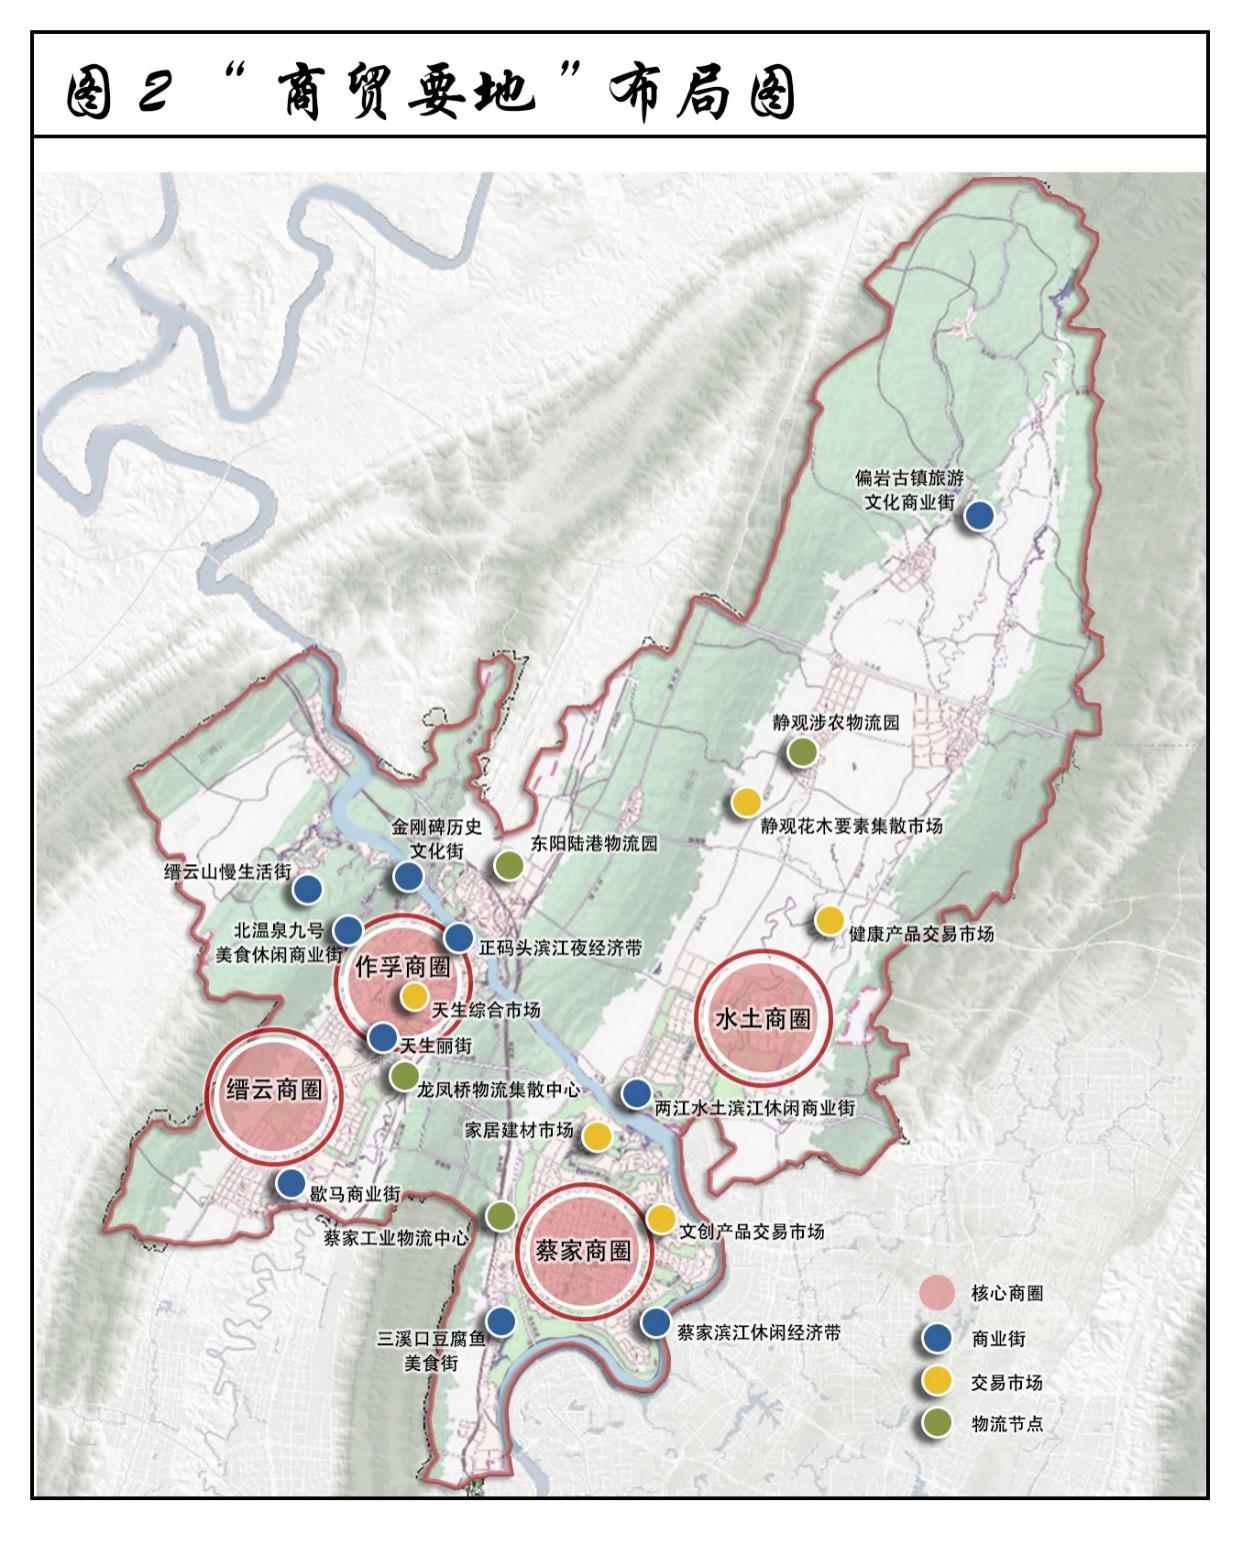 图2“商贸要地”布局图
偏岩古镇旅游
文化商业街
静观涉农物流园
静观花木要素集散市场
金刚碑历史
文化街
东阳陆港物流园
缙云山慢生活街
北温泉九号
美食休闲商业街
正码头滨江夜经济带
健康产品交易市场
作孚商圈
天生综合市场
水土商圈
天生丽街
缙云商圈
龙凤桥物流集散中心
两江水土滨江休闲商业街
家居建材市场
歇马商业街
蔡家工业物流中心
文创产品交易市场
蔡家商圈
三溪口豆腐鱼
美食街
蔡家滨江休闲经济带
核心商圈
商业街
交易市场
物流节点